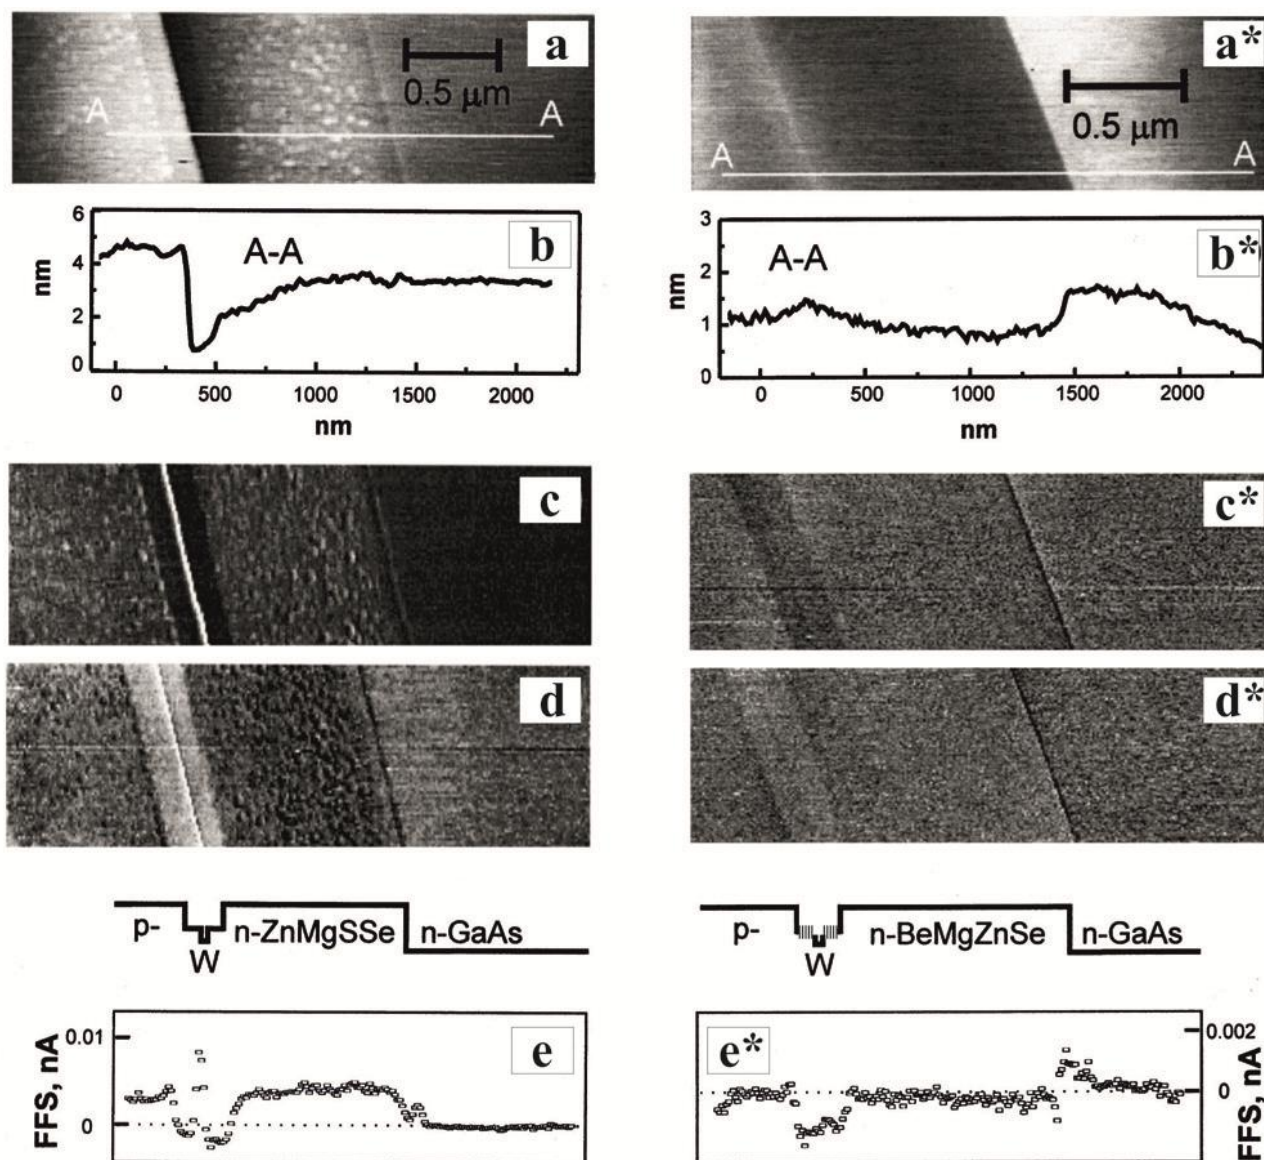 a
0.5 μm
A A
6
4
2
0
nm
A-A
b
0 500 1000 1500 2000
nm
c
d
p- n-ZnMgSSe n-GaAs
W
FFS, nA
0.01
0
e
a*
0.5 μm
A A
3
2
1
0
nm
A-A
b*
0 500 1000 1500 2000
nm
c*
d*
p- n-BeMgZnSe n-GaAs
W
e*
0.002
0
FFS, nA